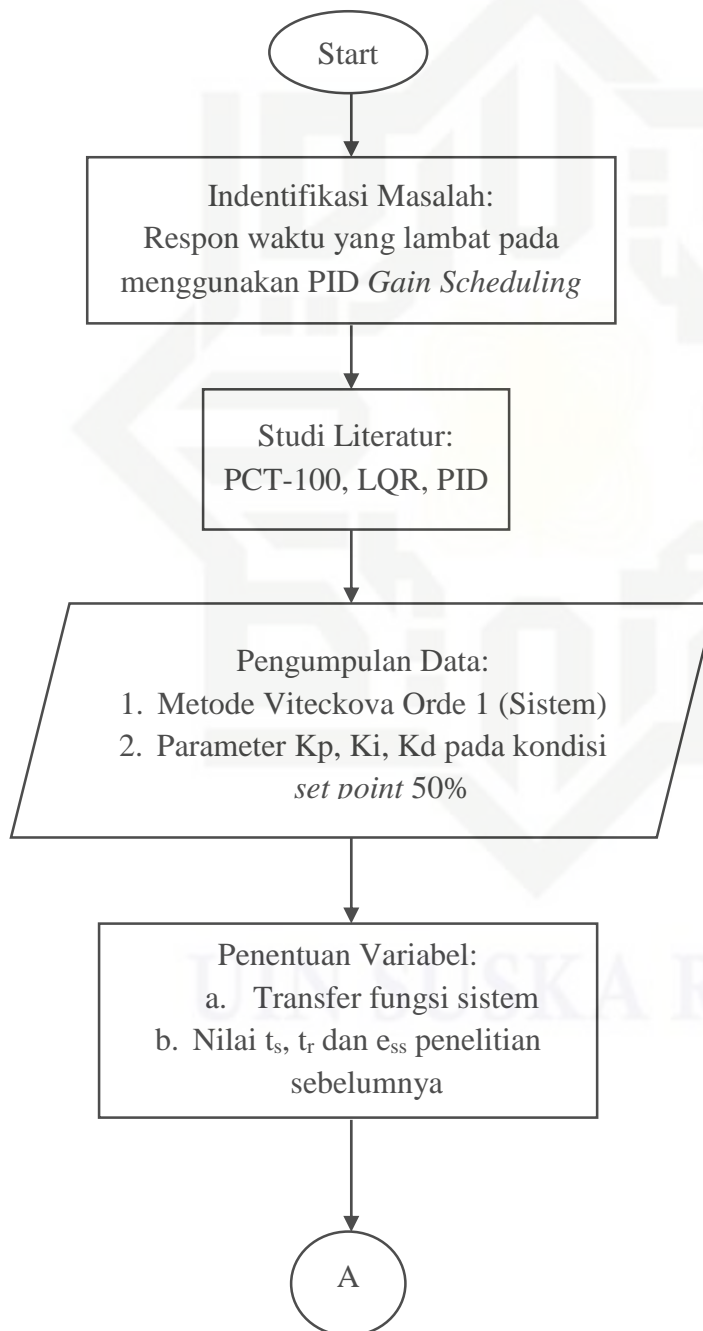 Start
Indentifikasi Masalah:
Respon waktu yang lambat pada
menggunakan PID Gain Scheduling
Studi Literatur:
PCT-100, LQR, PID
Pengumpulan Data:
1. Metode Viteckova Orde 1 (Sistem)
2. Parameter Kp, Ki, Kd pada kondisi
set point 50%
Penentuan Variabel:
UIN SUSKA R
a. Transfer fungsi sistem
b. Nilai ts, tr dan ess penelitian
sebelumnya
A